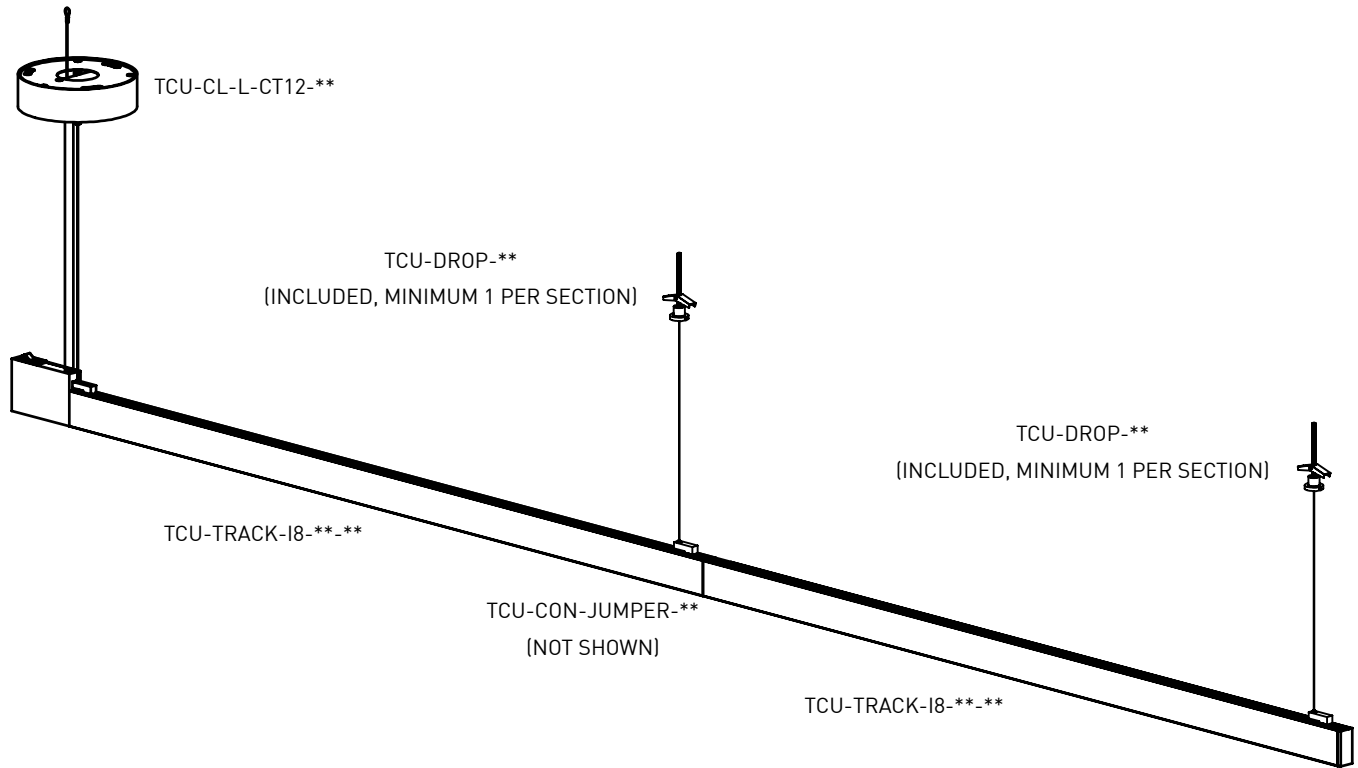 TCU-CL-L-CT12-**
TCU-DROP-**
(INCLUDED, MINIMUM 1 PER SECTION)
TCU-DROP-**
(INCLUDED, MINIMUM 1 PER SECTION)
TCU-TRACK-I8-**-**
TCU-CON-JUMPER-**
(NOT SHOWN)
TCU-TRACK-I8-**-**